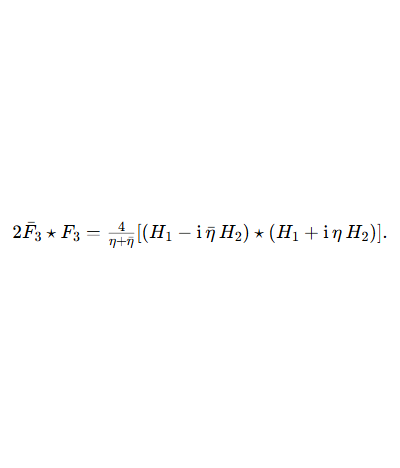 2F̄₃ ⋆ F₃ = 4/(η+η̄) [(H₁ − i η̄ H₂) ⋆ (H₁ + i η H₂)].